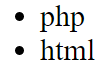 • php
• html